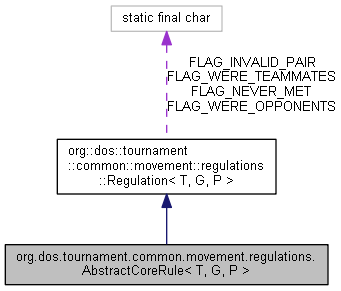 static final char
FLAG_INVALID_PAIR
FLAG_WERE_TEAMMATES
FLAG_NEVER_MET
FLAG_WERE_OPPONENTS
org::dos::tournament
::common::movement::regulations
::Regulation< T, G, P >
org.dos.tournament.common.movement.regulations.
AbstractCoreRule< T, G, P >